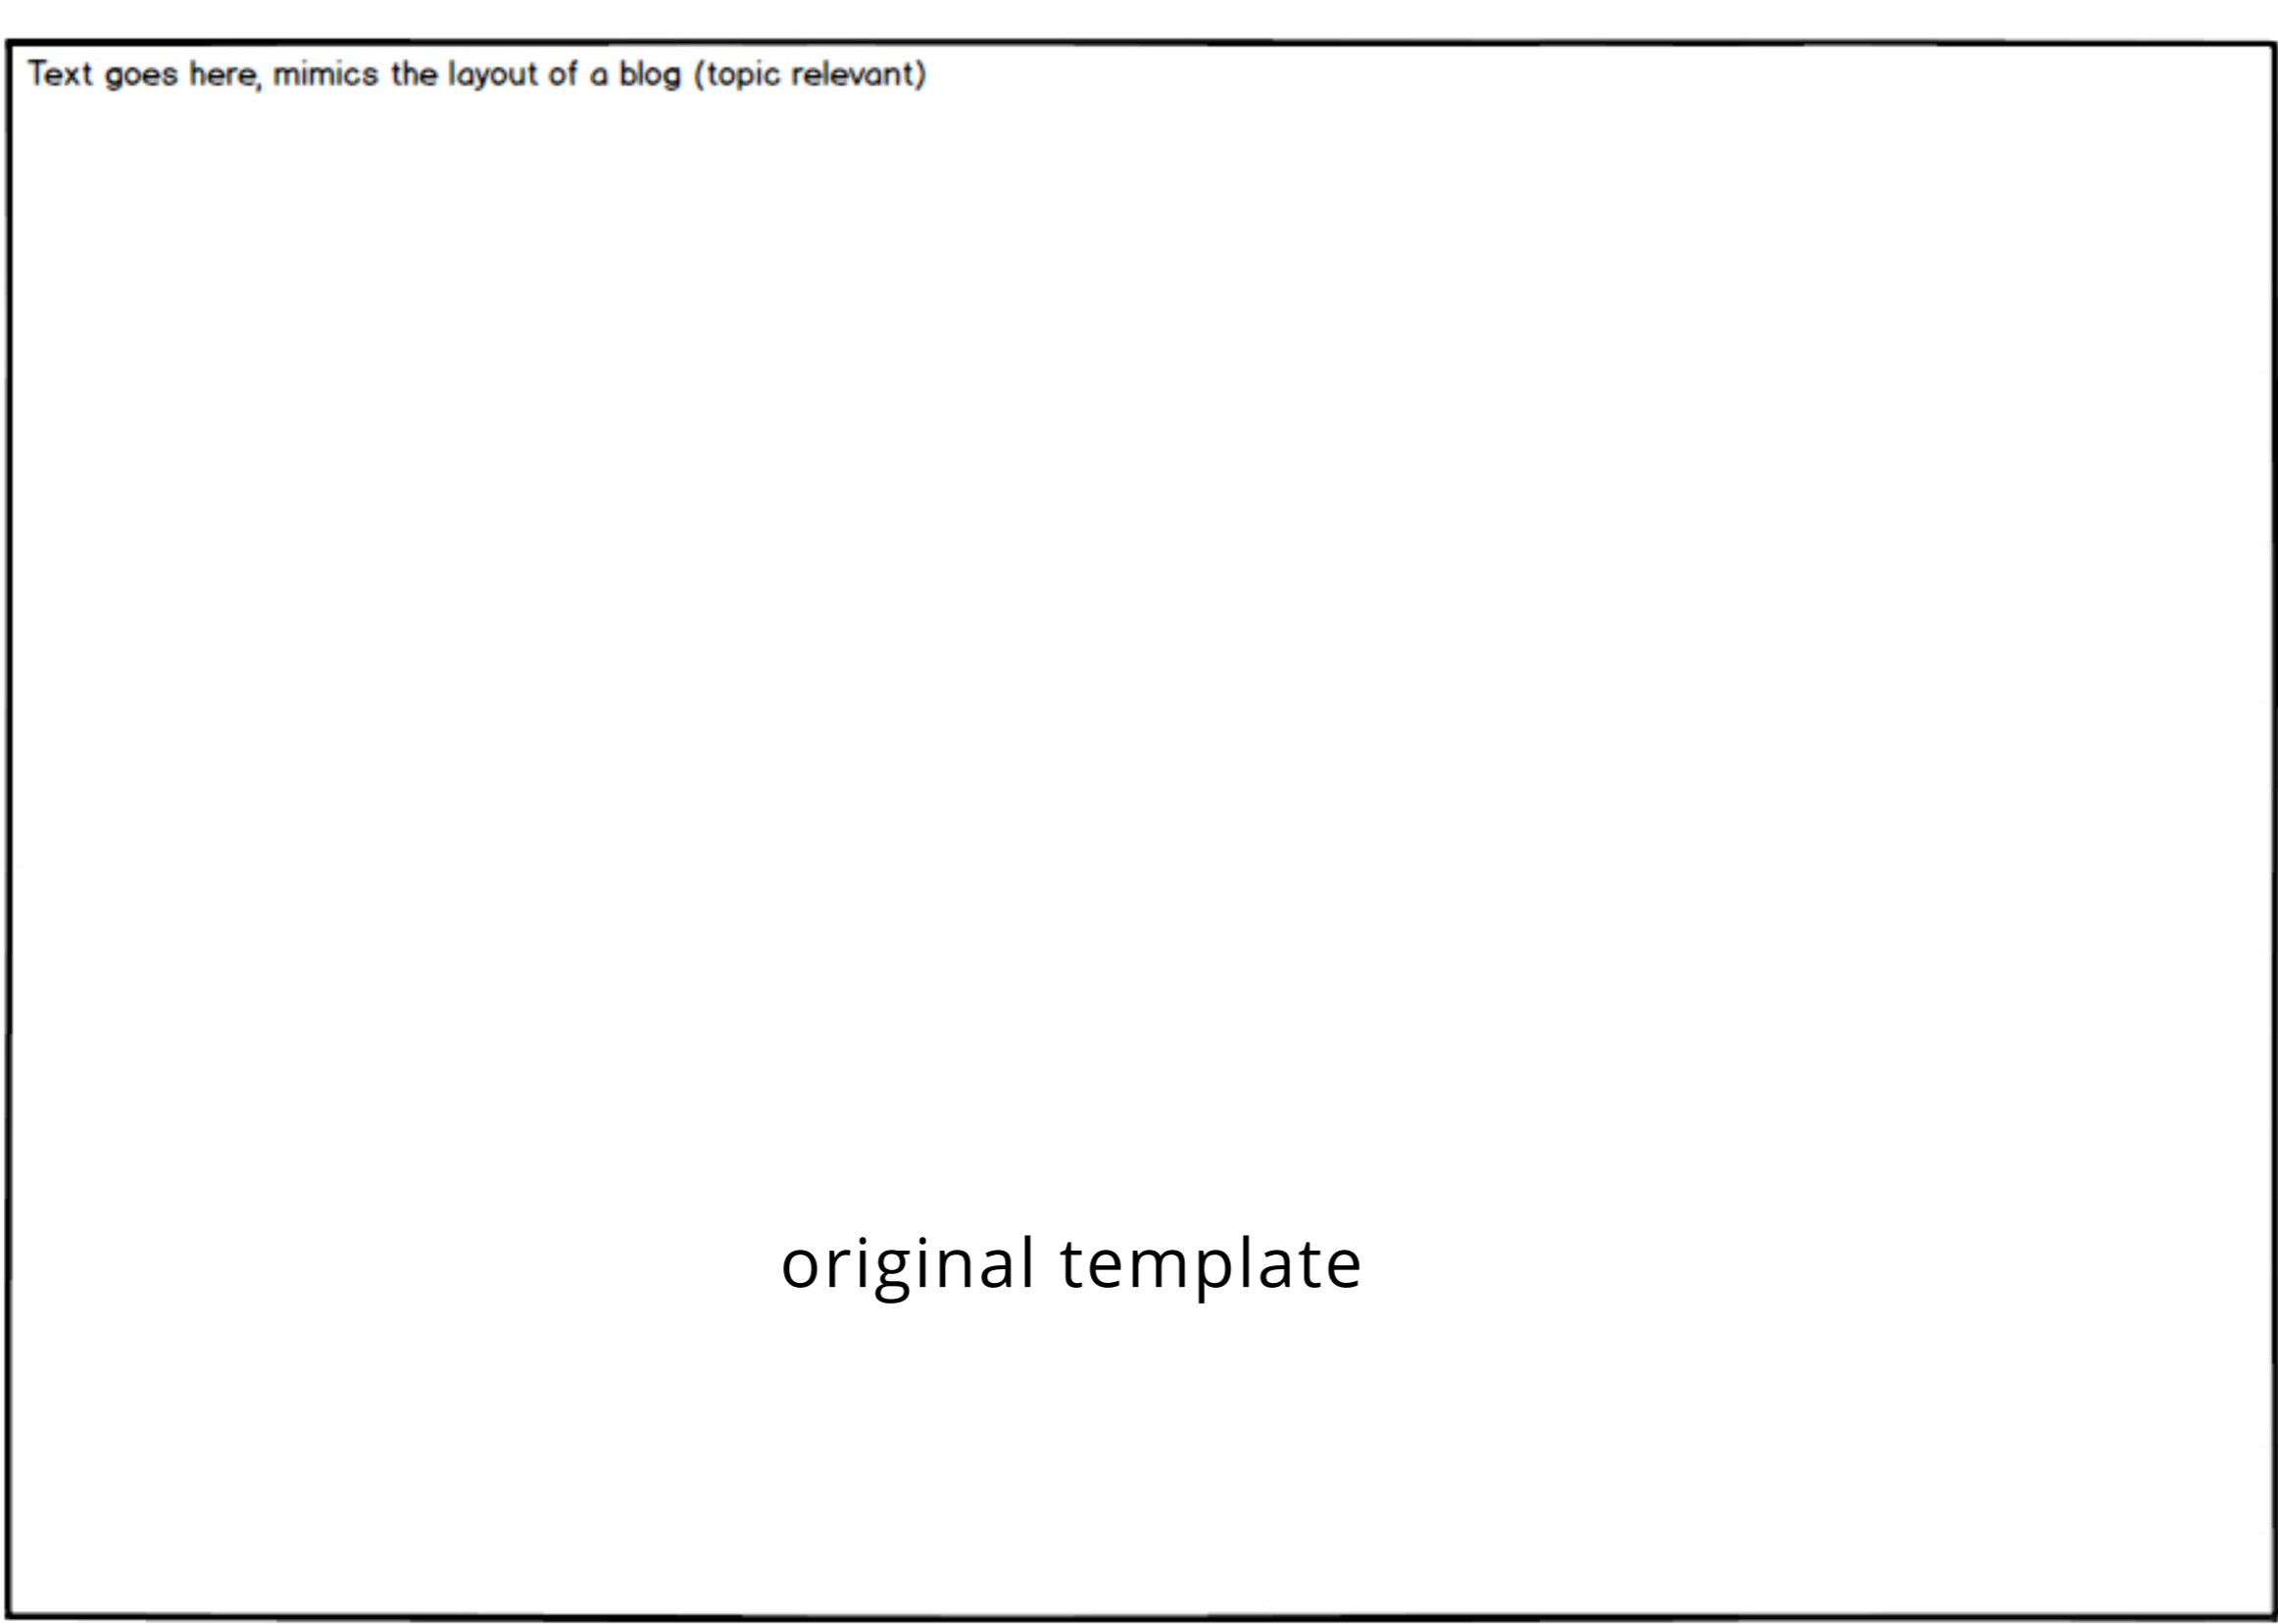 Text goes here, mimics the layout of a blog (topic relevant)
original template